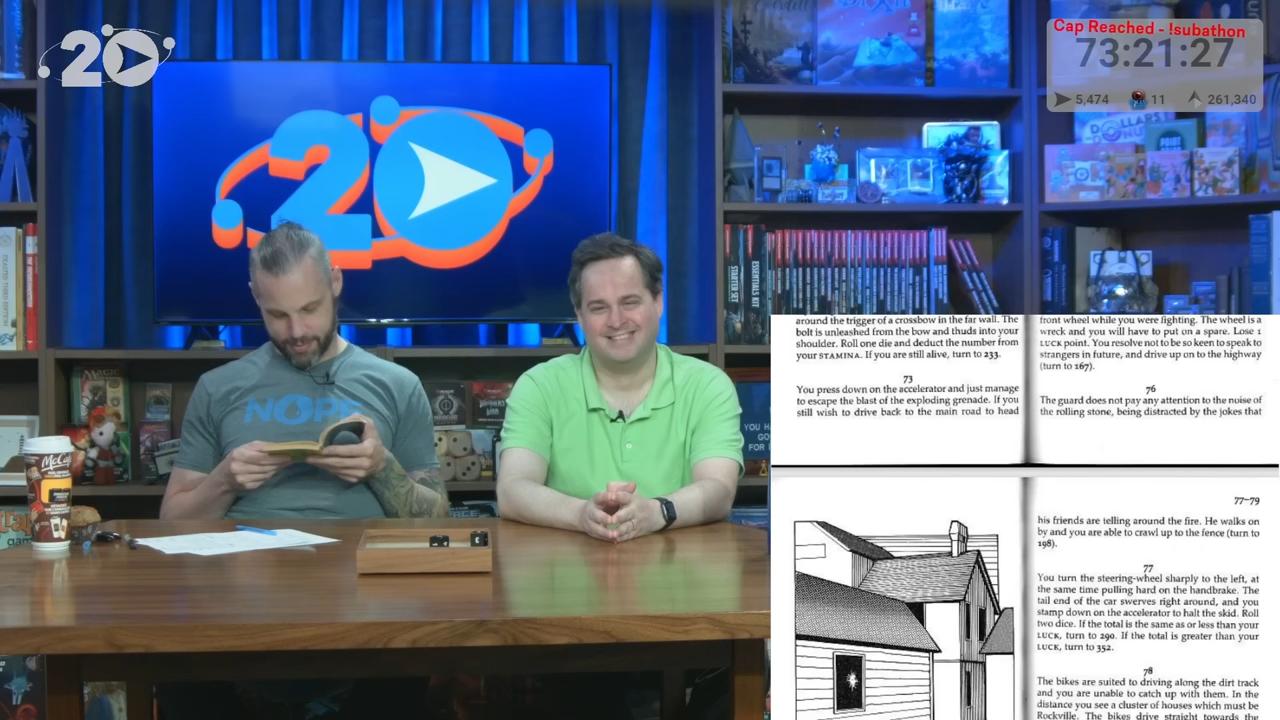 20
Cap Reached - !subathon
73:21:27
5,474 11 261,340
20
STARTER SET
ESSENTIALS KIT
MAGIC
NOPE
McCafé
around the trigger of a crossbow in the far wall. The
bolt is unleashed from the bow and thuds into your
shoulder. Roll one die and deduct the number from
your STAMINA. If you are still alive, turn to 233.
73
You press down on the accelerator and just manage
to escape the blast of the exploding grenade. If you
still wish to drive back to the main road to head
front wheel while you were fighting. The wheel is a
wreck and you will have to put on a spare. Lose 1
LUCK point. You resolve not to be so keen to speak to
strangers in future, and drive up on to the highway
(turn to 167).
76
The guard does not pay any attention to the noise of
the rolling stone, being distracted by the jokes that
77-79
his friends are telling around the fire. He walks on
by and you are able to crawl up to the fence (turn to
198).
77
You turn the steering-wheel sharply to the left, at
the same time pulling hard on the handbrake. The
tail end of the car swerves right around, and you
stamp down on the accelerator to halt the skid. Roll
two dice. If the total is the same as or less than your
LUCK, turn to 290. If the total is greater than your
LUCK, turn to 352.
78
The bikes are suited to driving along the dirt track
and you are unable to catch up with them. In the
distance you see a cluster of houses which must be
Rockville. The bikes drive straight towards the